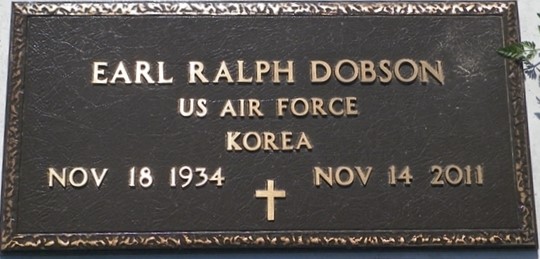 EARL RALPH DOBSON
US AIR FORCE
KOREA
NOV 18 1934 NOV 14 2011